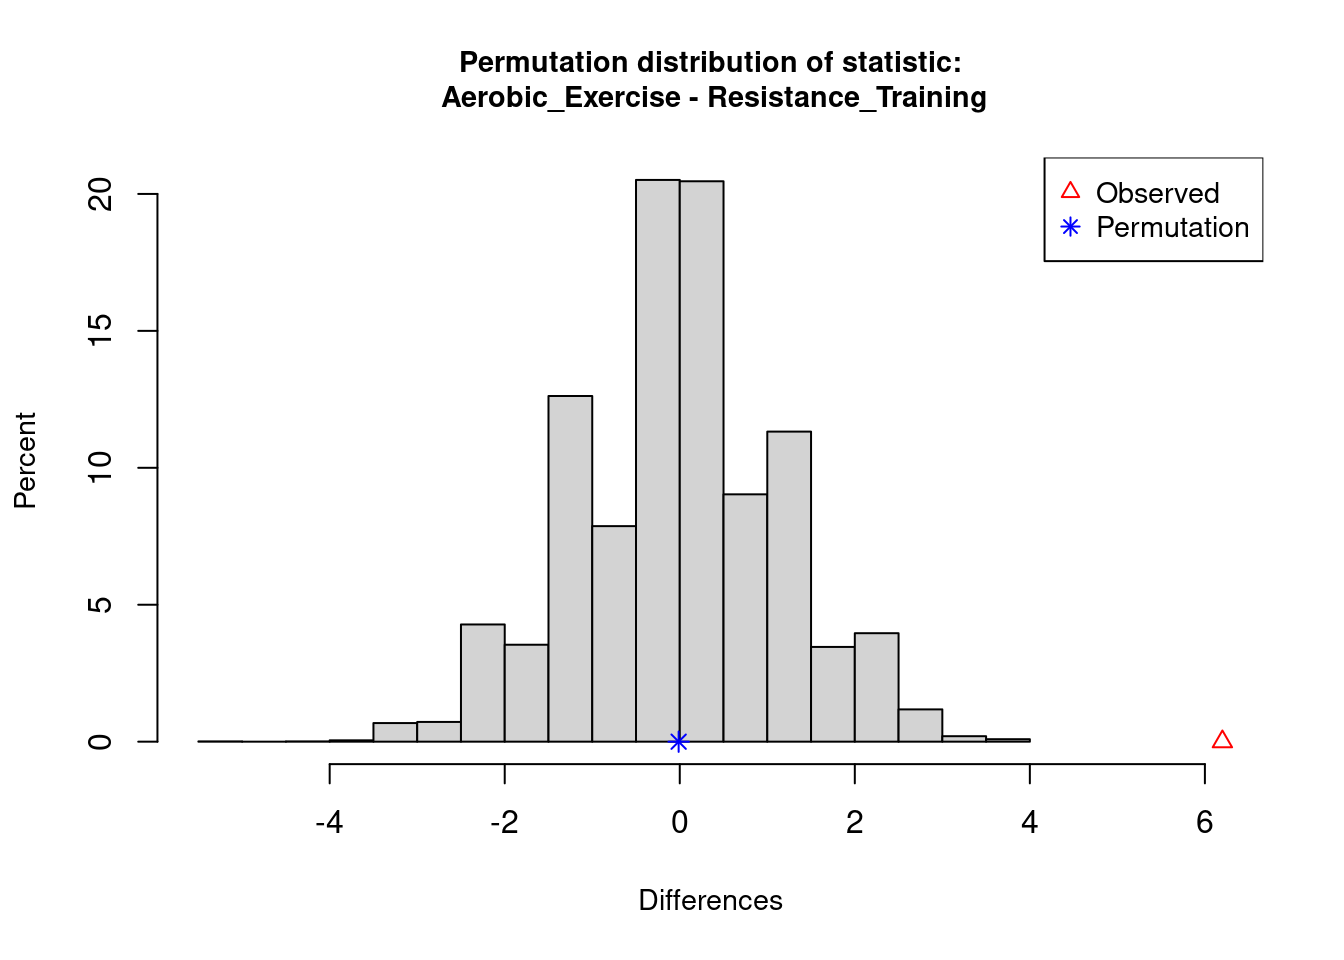 Permutation distribution of statistic:
Aerobic_Exercise - Resistance_Training
Observed
Permutation
Percent
20
15
10
5
0
-4
-2
0
2
4
6
Differences